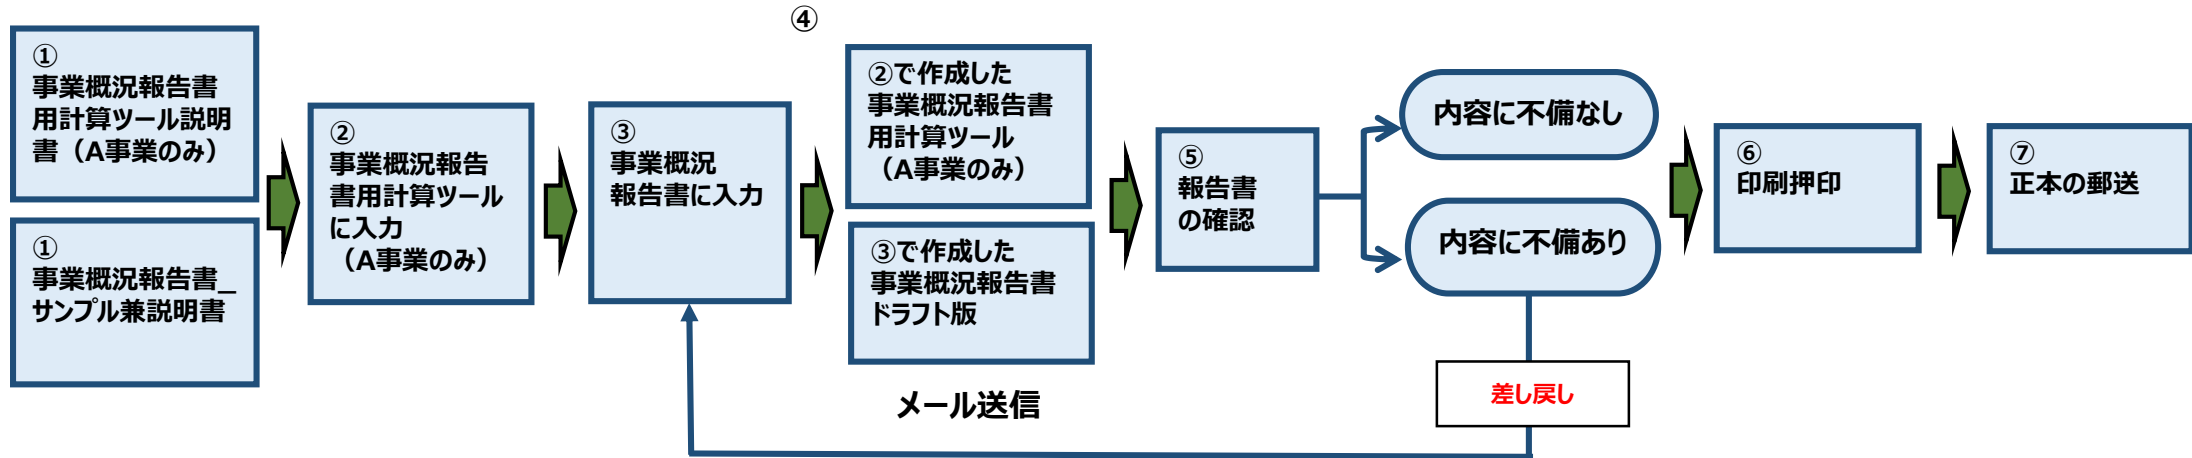 ①
事業概況報告書
用計算ツール説明
書（A事業のみ）
①
事業概況報告書_
サンプル兼説明書
②
事業概況報告
書用計算ツール
に入力
（A事業のみ）
③
事業概況
報告書に入力
④
②で作成した
事業概況報告書
用計算ツール
（A事業のみ）
③で作成した
事業概況報告書
ドラフト版
メール送信
⑤
報告書
の確認
内容に不備なし
内容に不備あり
差し戻し
⑥
印刷押印
⑦
正本の郵送